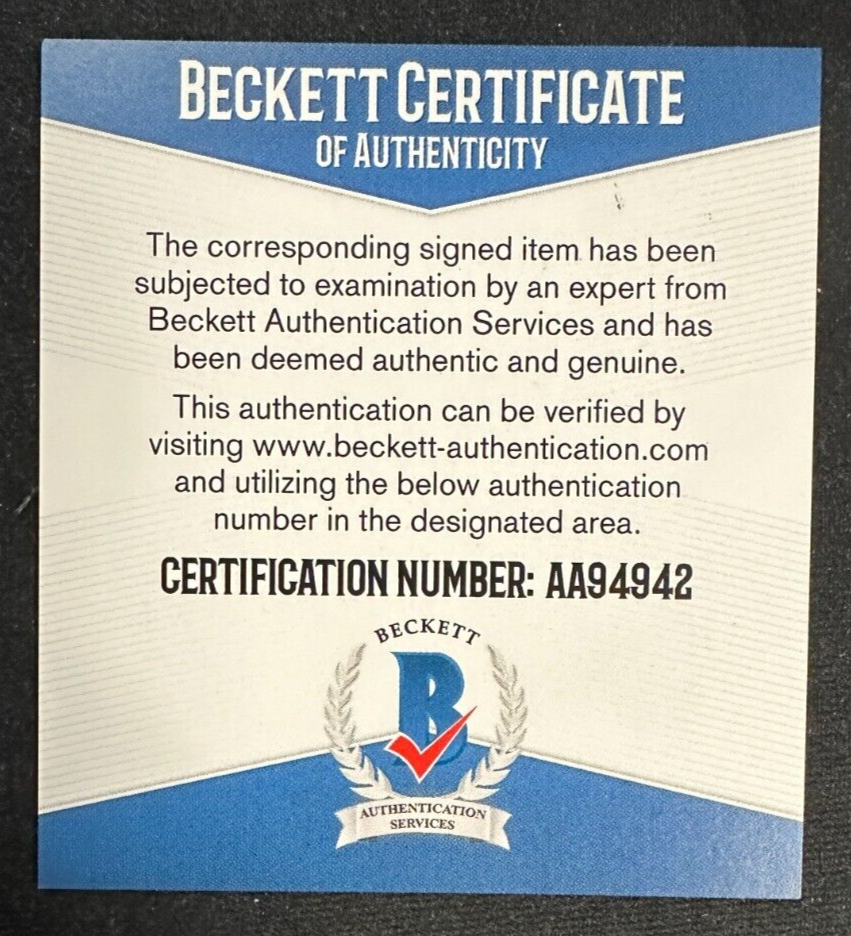 BECKETT CERTIFICATE
OF AUTHENTICITY
The corresponding signed item has been
subjected to examination by an expert from
Beckett Authentication Services and has
been deemed authentic and genuine.
This authentication can be verified by
visiting www.beckett-authentication.com
and utilizing the below authentication
number in the designated area.
CERTIFICATION NUMBER: AA94942
BECKETT
B
AUTHENTICATION
SERVICES